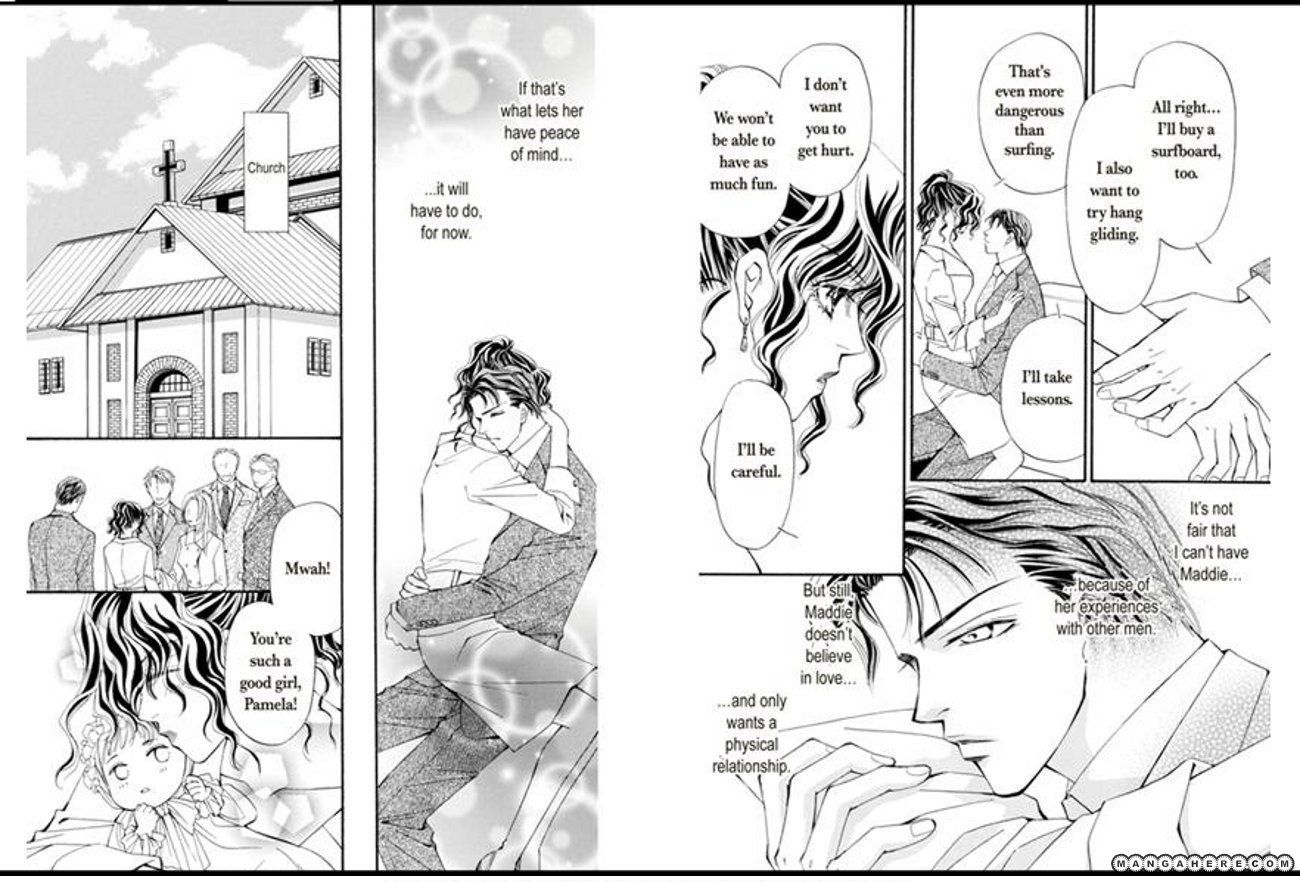 All right...
I'll buy a
surfboard,
too.
I also
want to
try hang
gliding.
That's
even more
dangerous
than
surfing.
I'll take
lessons.
I don't
want
you to
get hurt.
We won't
be able to
have as
much fun.
I'll be
careful.
It's not
fair that
I can't have
Maddie...
...because of
her experiences
with other men.
But still,
Maddie
doesn't
believe
in love...
...and only
wants a
physical
relationship.
If that's
what lets her
have peace
of mind...
...it will
have to do,
for now.
Church
Mwah!
You're
such a
good girl,
Pamela!
MANGAHERE.COM